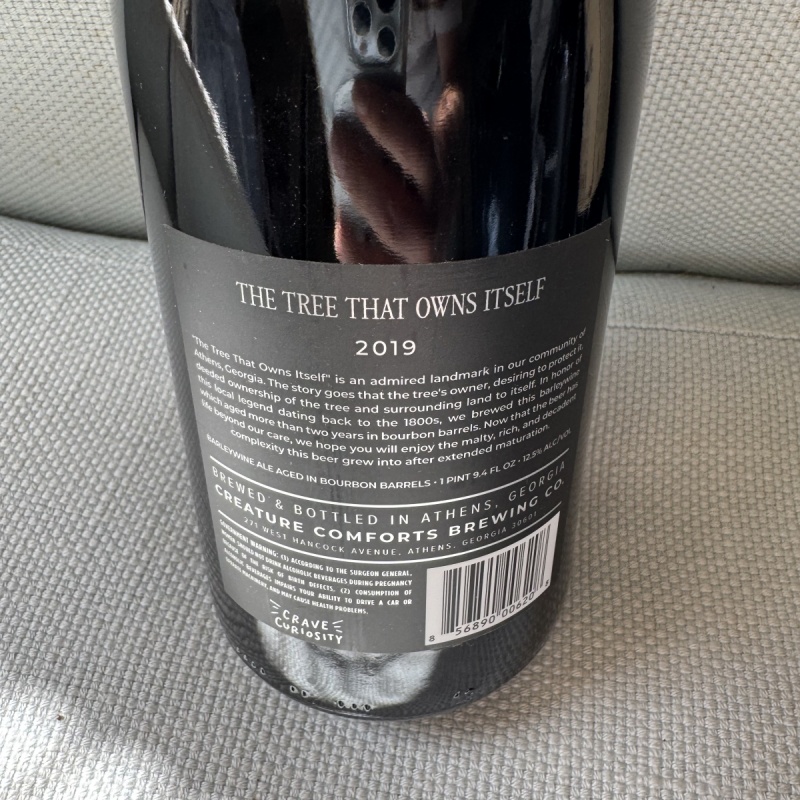 THE TREE THAT OWNS ITSELF
2019
"The Tree That Owns Itself" is an admired landmark in our community of
Athens, Georgia. The story goes that the tree's owner, desiring to protect it,
deeded ownership of the tree and surrounding land to itself. In honor of
this local legend dating back to the 1800s, we brewed this barleywine
which aged more than two years in bourbon barrels. Now that the beer has
life beyond our care, we hope you will enjoy the malty, rich, and decadent
complexity this beer grew into after extended maturation.
BARLEYWINE ALE AGED IN BOURBON BARRELS • 1 PINT 9.4 FL OZ • 12.5% ALC/VOL
BREWED & BOTTLED IN ATHENS, GEORGIA
CREATURE COMFORTS BREWING CO.
271 WEST HANCOCK AVENUE, ATHENS, GEORGIA 30601
GOVERNMENT WARNING: (1) ACCORDING TO THE SURGEON GENERAL,
WOMEN SHOULD NOT DRINK ALCOHOLIC BEVERAGES DURING PREGNANCY
BECAUSE OF THE RISK OF BIRTH DEFECTS. (2) CONSUMPTION OF
ALCOHOLIC BEVERAGES IMPAIRS YOUR ABILITY TO DRIVE A CAR OR
OPERATE MACHINERY, AND MAY CAUSE HEALTH PROBLEMS.
CRAVE
CURIOSITY
8 56890 00620